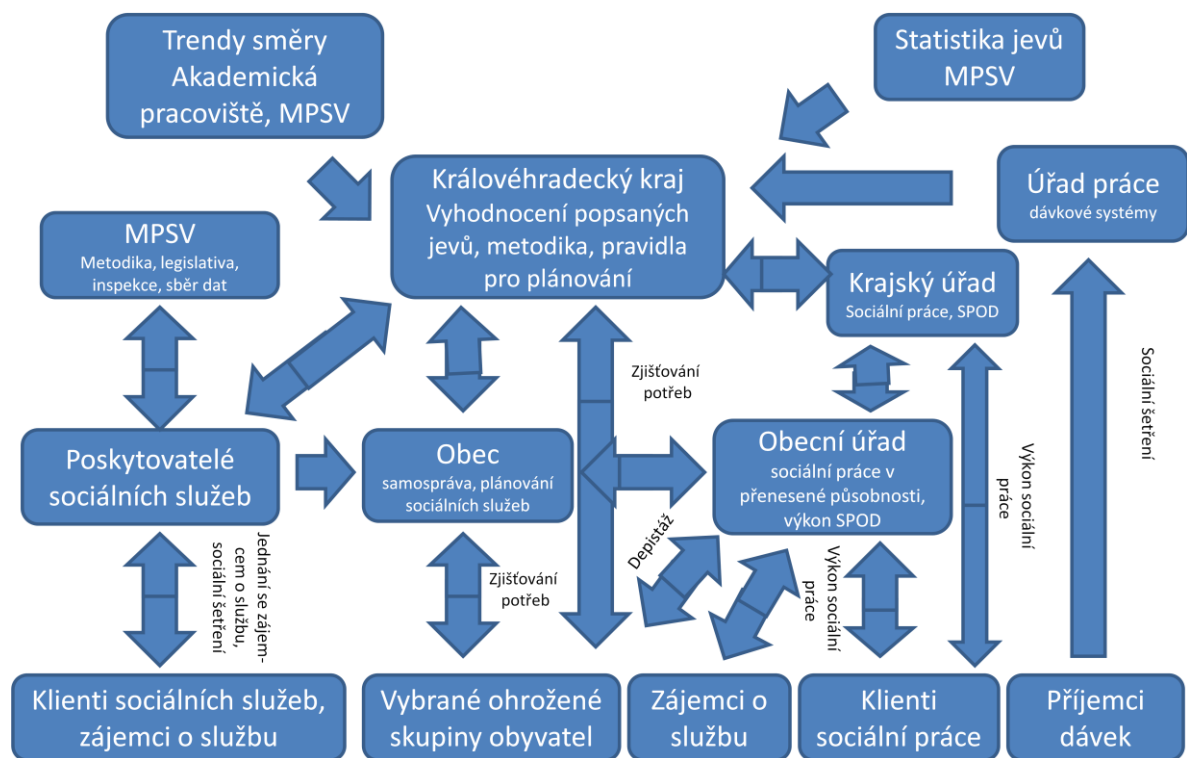 Trendy směry
Akademická
pracoviště, MPSV
Statistika jevů
MPSV
Královéhradecký kraj
Vyhodnocení popsaných
jevů, metodika, pravidla
pro plánování
Úřad práce
dávkové systémy
MPSV
Metodika, legislativa,
inspekce, sběr dat
Krajský úřad
Sociální práce, SPOD
Zjišťování
potřeb
Sociální šetření
Poskytovatelé
sociálních služeb
Obec
samospráva, plánování
sociálních služeb
Obecní úřad
sociální práce v
přenesené působnosti,
výkon SPOD
Výkon sociální
práce
Jednání se zájem-
cem o službu,
sociální šetření
Zjišťování
potřeb
Depistáž
Výkon sociální
práce
Klienti sociálních služeb,
zájemci o službu
Vybrané ohrožené
skupiny obyvatel
Zájemci o
službu
Klienti
sociální práce
Příjemci
dávek